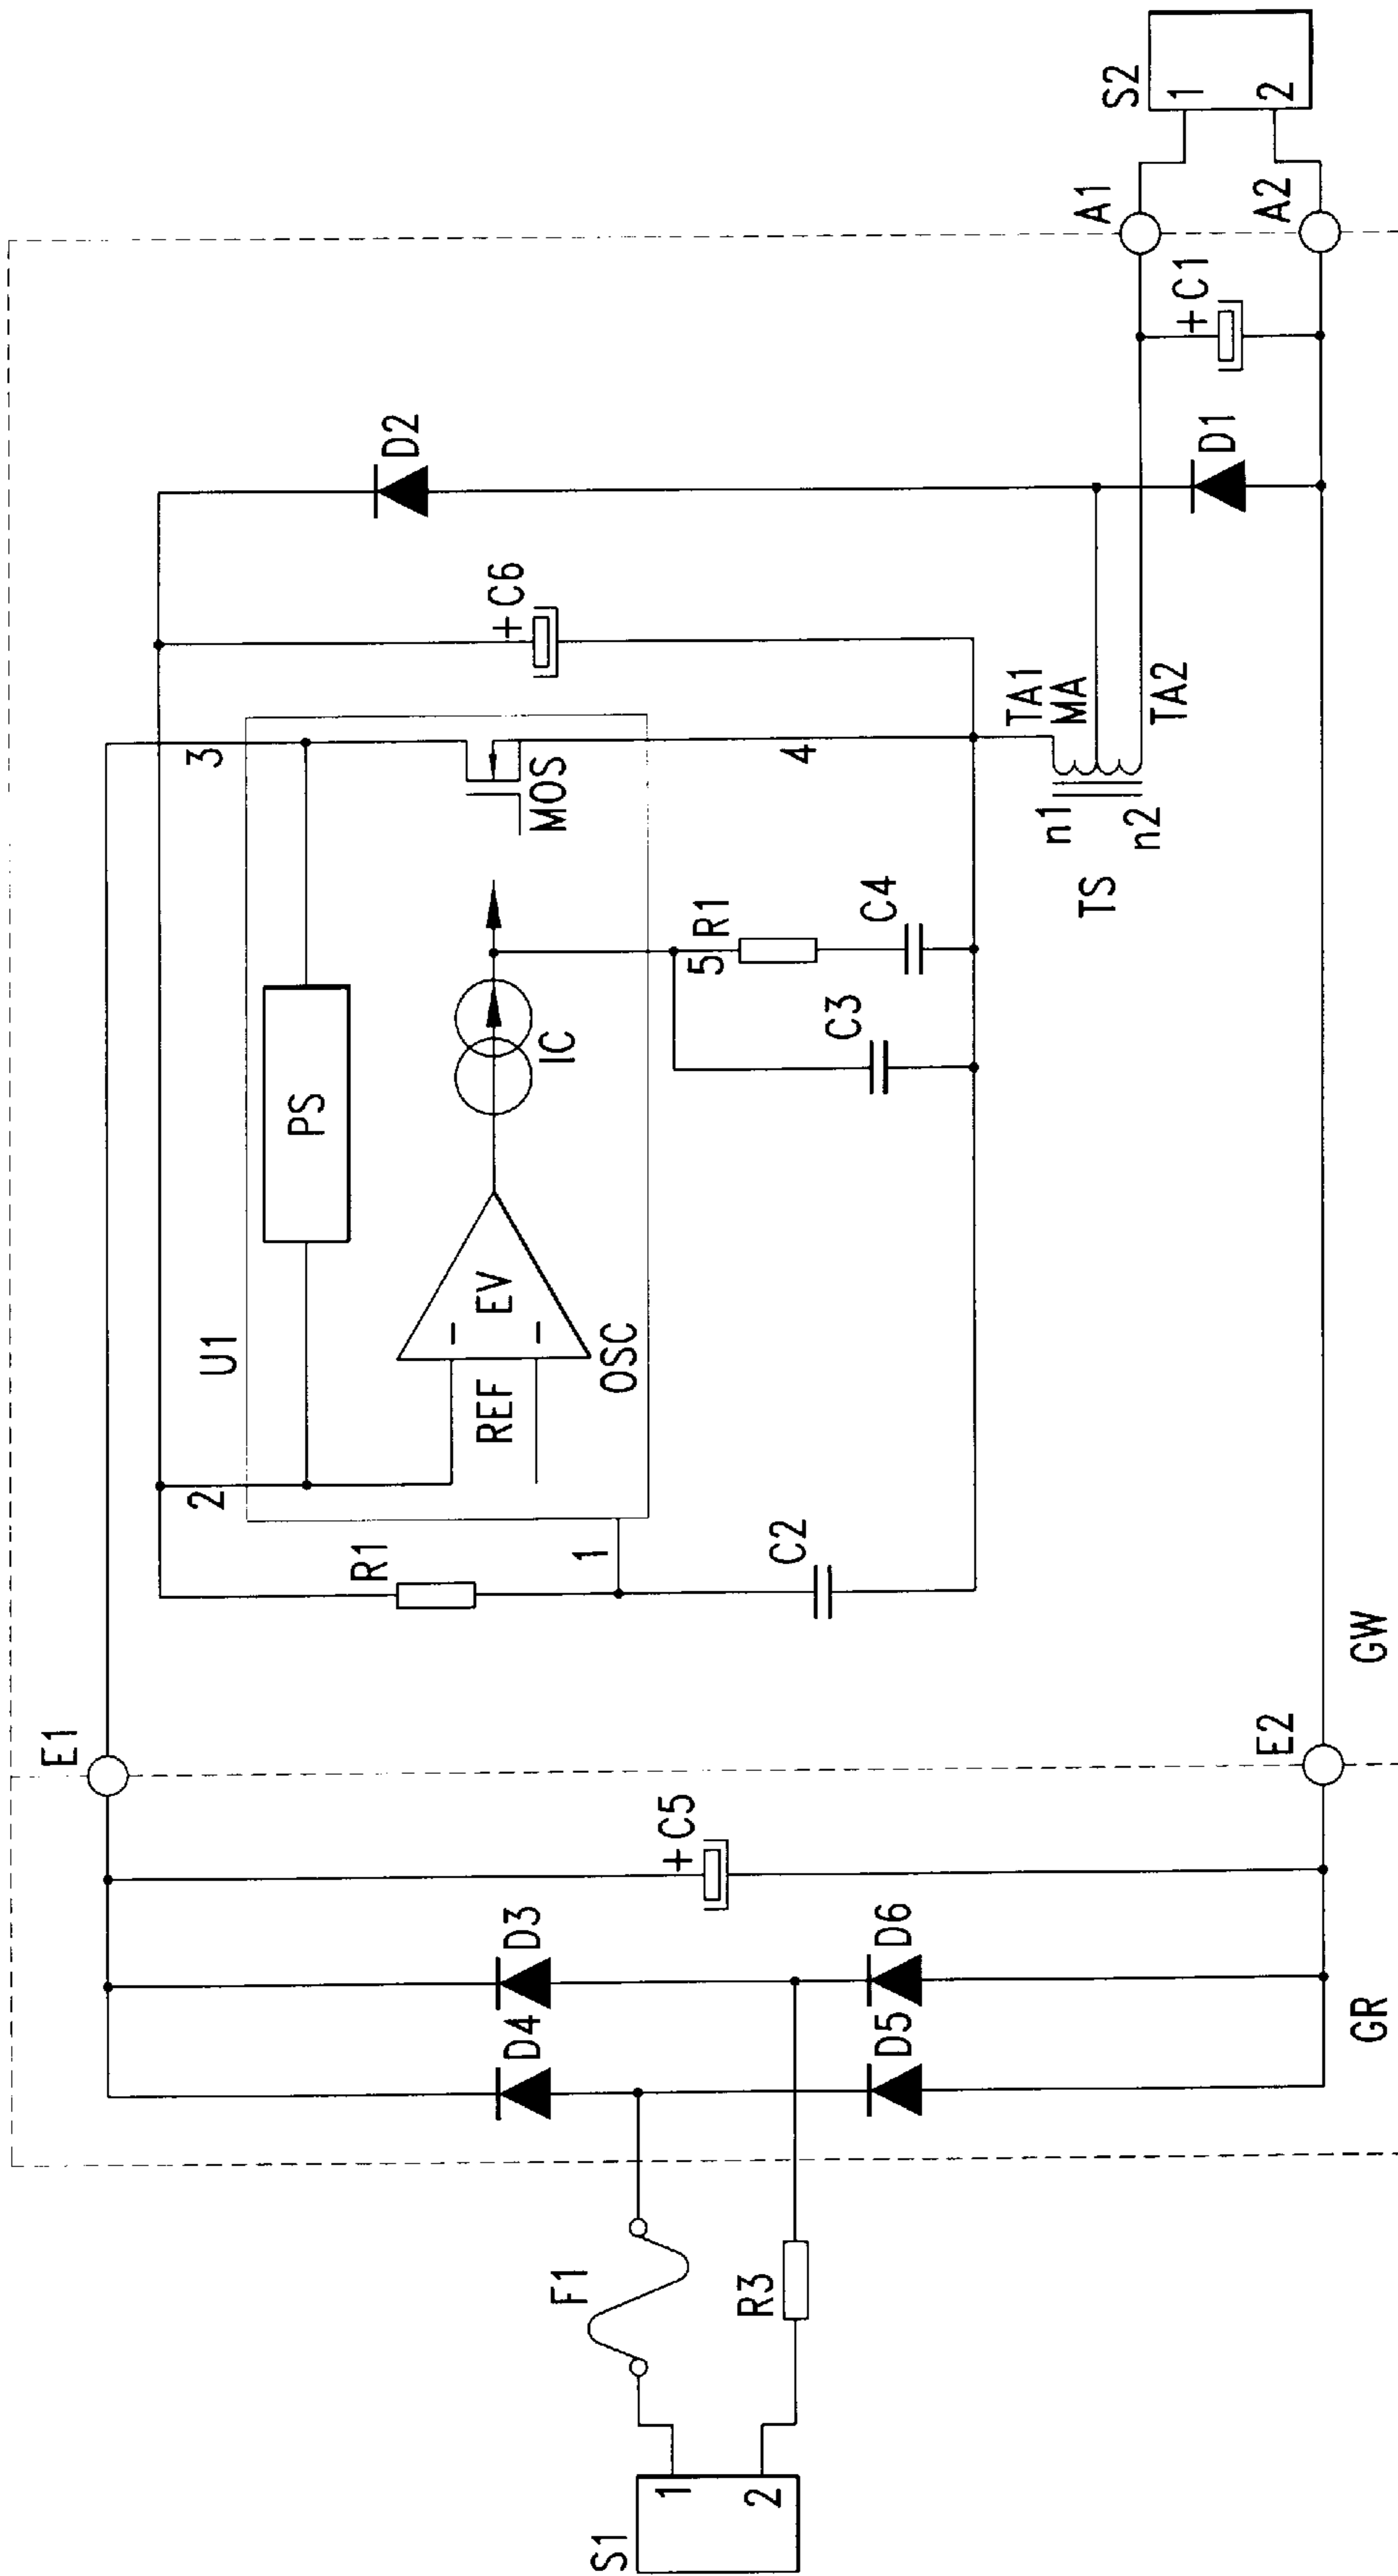 S1
1
2
F1
R3
D4
D3
D5
D6
+
C5
GR
E1
E2
GW
R1
1
C2
2
U1
PS
REF
–
EV
–
OSC
IC
5
R1
C3
C4
3
MOS
4
+
C6
D2
TS
n1
n2
TA1
MA
TA2
D1
+
C1
A1
A2
S2
1
2